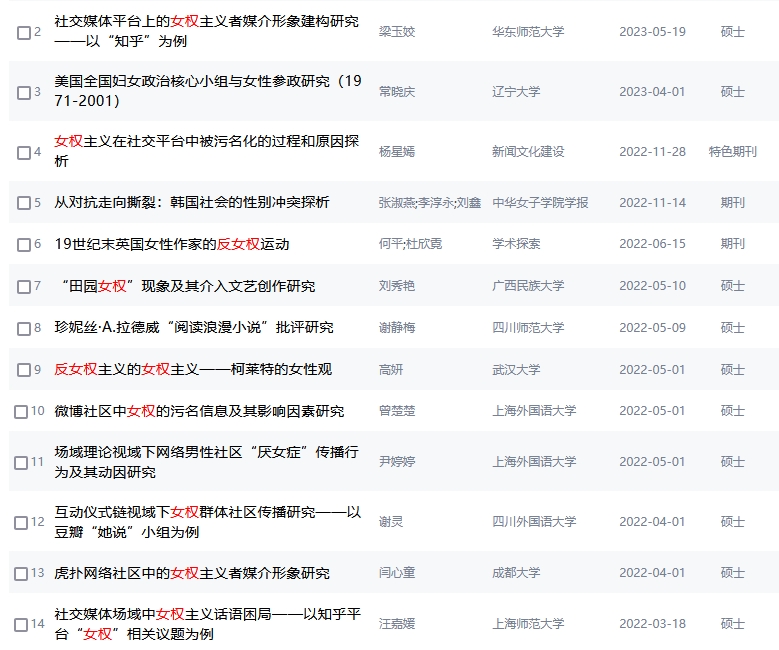 2 社交媒体平台上的女权主义者媒介形象建构研究 梁玉姣 华东师范大学 2023-05-19 硕士
——以“知乎”为例
3 美国全国妇女政治核心小组与女性参政研究（19 常晓庆 辽宁大学 2023-04-01 硕士
71-2001）
4 女权主义在社交平台中被污名化的过程和原因探 杨星嫣 新闻文化建设 2022-11-28 特色期刊
析
5 从对抗走向撕裂：韩国社会的性别冲突探析 张淑燕;李淳永;刘鑫 中华女子学院学报 2022-11-14 期刊
6 19世纪末英国女性作家的反女权运动 何平;杜欣霓 学术探索 2022-06-15 期刊
7 “田园女权”现象及其介入文艺创作研究 刘秀艳 广西民族大学 2022-05-10 硕士
8 珍妮丝·A.拉德威“阅读浪漫小说”批评研究 谢静梅 四川师范大学 2022-05-09 硕士
9 反女权主义的女权主义——柯莱特的女性观 高妍 武汉大学 2022-05-01 硕士
10 微博社区中女权的污名信息及其影响因素研究 曾楚楚 上海外国语大学 2022-05-01 硕士
11 场域理论视域下网络男性社区“厌女症”传播行 尹婷婷 上海外国语大学 2022-05-01 硕士
为及其动因研究
12 互动仪式链视域下女权群体社区传播研究——以 谢灵 四川外国语大学 2022-04-01 硕士
豆瓣“她说”小组为例
13 虎扑网络社区中的女权主义者媒介形象研究 闫心童 成都大学 2022-04-01 硕士
14 社交媒体场域中女权主义话语困局——以知乎平 汪嘉媛 上海师范大学 2022-03-18 硕士
台“女权”相关议题为例